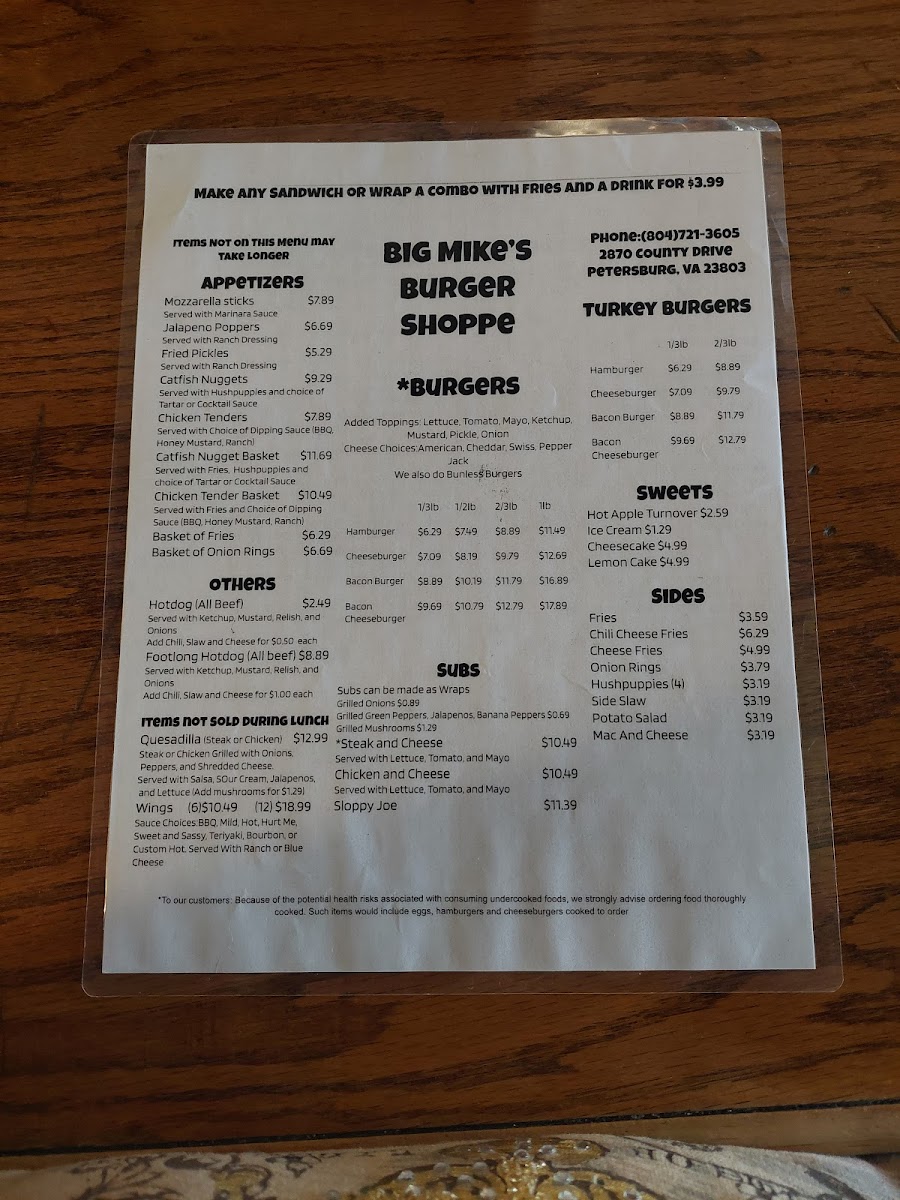 Make any sandwich or wrap a combo with fries and a drink for $3.99
Items not on this menu may
take longer
Appetizers
Mozzarella sticks $7.89
Served with Marinara Sauce
Jalapeno Poppers $6.69
Served with Ranch Dressing
Fried Pickles $5.29
Served with Ranch Dressing
Catfish Nuggets $9.29
Served with Hushpuppies and choice of
Tartar or Cocktail Sauce
Chicken Tenders $7.89
Served with Choice of Dipping Sauce (BBQ,
Honey Mustard, Ranch)
Catfish Nugget Basket $11.69
Served with Fries, Hushpuppies and
choice of Tartar or Cocktail Sauce
Chicken Tender Basket $10.49
Served with Fries and Choice of Dipping
Sauce (BBQ, Honey Mustard, Ranch)
Basket of Fries $6.29
Basket of Onion Rings $6.69
Others
Hotdog (All Beef) $2.49
Served with Ketchup, Mustard, Relish, and
Onions
Add Chili, Slaw and Cheese for $0.50 each
Footlong Hotdog (All beef) $8.89
Served with Ketchup, Mustard, Relish, and
Onions
Add Chili, Slaw and Cheese for $1.00 each
Items not sold during lunch
Quesadilla (Steak or Chicken) $12.99
Steak or Chicken Grilled with Onions,
Peppers, and Shredded Cheese.
Served with Salsa, SOur Cream, Jalapenos,
and Lettuce (Add mushrooms for $1.29)
Wings (6)$10.49 (12) $18.99
Sauce Choices:BBQ, Mild, Hot, Hurt Me,
Sweet and Sassy, Teriyaki, Bourbon, or
Custom Hot. Served With Ranch or Blue
Cheese
Big Mike's
Burger
Shoppe
*Burgers
Added Toppings: Lettuce, Tomato, Mayo, Ketchup,
Mustard, Pickle, Onion
Cheese Choices:American, Cheddar, Swiss, Pepper
Jack
We also do Bunless Burgers
1/3lb 1/2lb 2/3lb 1lb
Hamburger $6.29 $7.49 $8.89 $11.49
Cheeseburger $7.09 $8.19 $9.79 $12.69
Bacon Burger $8.89 $10.19 $11.79 $16.89
Bacon $9.69 $10.79 $12.79 $17.89
Cheeseburger
Subs
Subs can be made as Wraps
Grilled Onions $0.89
Grilled Green Peppers, Jalapenos, Banana Peppers $0.69
Grilled Mushrooms $1.29
*Steak and Cheese $10.49
Served with Lettuce, Tomato, and Mayo
Chicken and Cheese $10.49
Served with Lettuce, Tomato, and Mayo
Sloppy Joe $11.39
Phone:(804)721-3605
2870 County Drive
Petersburg, VA 23803
Turkey Burgers
1/3lb 2/3lb
Hamburger $6.29 $8.89
Cheeseburger $7.09 $9.79
Bacon Burger $8.89 $11.79
Bacon $9.69 $12.79
Cheeseburger
Sweets
Hot Apple Turnover $2.59
Ice Cream $1.29
Cheesecake $4.99
Lemon Cake $4.99
Sides
Fries $3.59
Chili Cheese Fries $6.29
Cheese Fries $4.99
Onion Rings $3.79
Hushpuppies (4) $3.19
Side Slaw $3.19
Potato Salad $3.19
Mac And Cheese $3.19
*To our customers: Because of the potential health risks associated with consuming undercooked foods, we strongly advise ordering food thoroughly
cooked. Such items would include eggs, hamburgers and cheeseburgers cooked to order